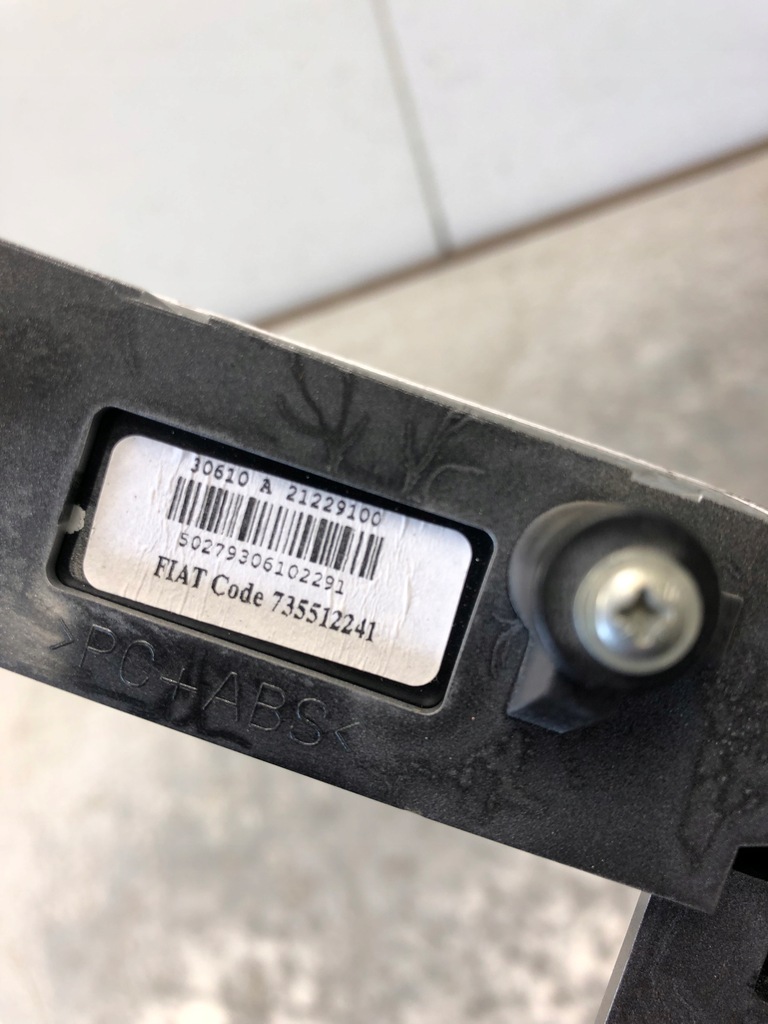 30610 A 21229100
50279306102291
FIAT Code 735512241
>PC+ABS<